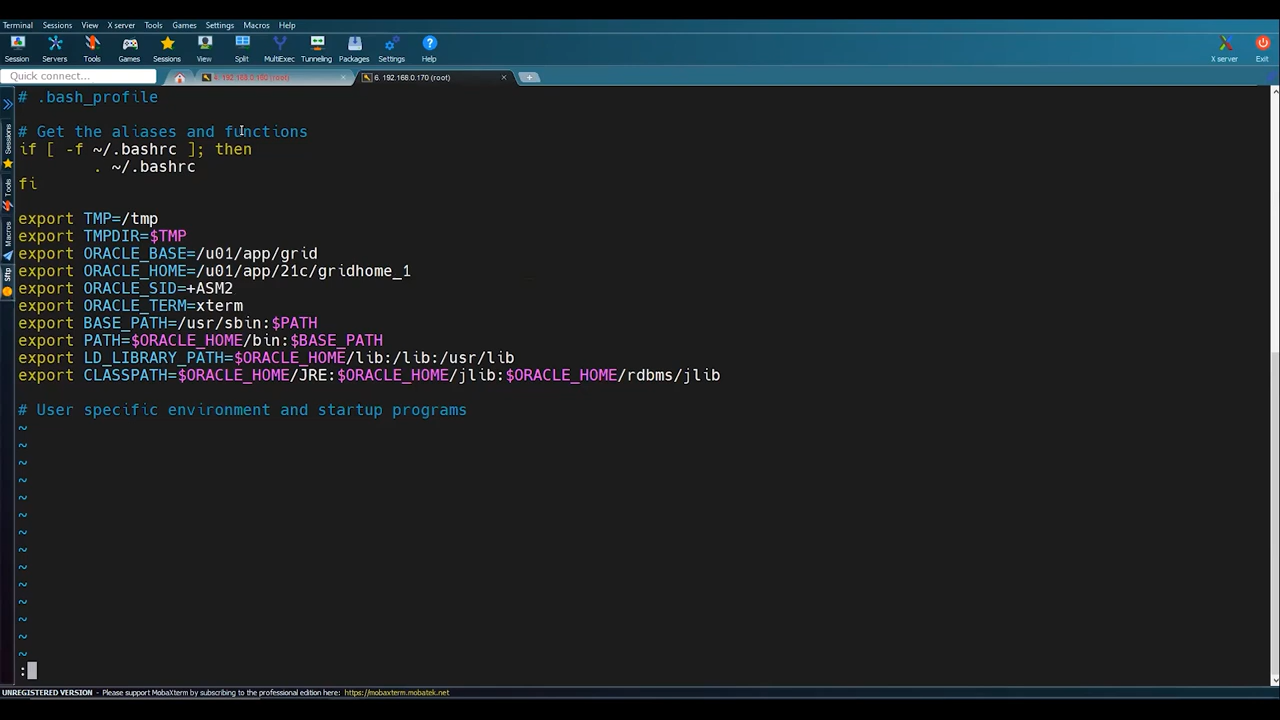 Terminal Sessions View X server Tools Games Settings Macros Help
Session Servers Tools Games Sessions View Split MultiExec Tunneling Packages Settings Help X server Exit
Quick connect... 4. 192.168.0.160 (root) 6. 192.168.0.170 (root)
# .bash_profile
# Get the aliases and functions
if [ -f ~/.bashrc ]; then
. ~/.bashrc
fi
export TMP=/tmp
export TMPDIR=$TMP
export ORACLE_BASE=/u01/app/grid
export ORACLE_HOME=/u01/app/21c/gridhome_1
export ORACLE_SID=+ASM2
export ORACLE_TERM=xterm
export BASE_PATH=/usr/sbin:$PATH
export PATH=$ORACLE_HOME/bin:$BASE_PATH
export LD_LIBRARY_PATH=$ORACLE_HOME/lib:/lib:/usr/lib
export CLASSPATH=$ORACLE_HOME/JRE:$ORACLE_HOME/jlib:$ORACLE_HOME/rdbms/jlib
# User specific environment and startup programs
~
~
~
~
~
~
~
~
~
~
~
~
~
~
:
Sessions
Tools
Macros
Sftp
UNREGISTERED VERSION - Please support MobaXterm by subscribing to the professional edition here: https://mobaxterm.mobatek.net